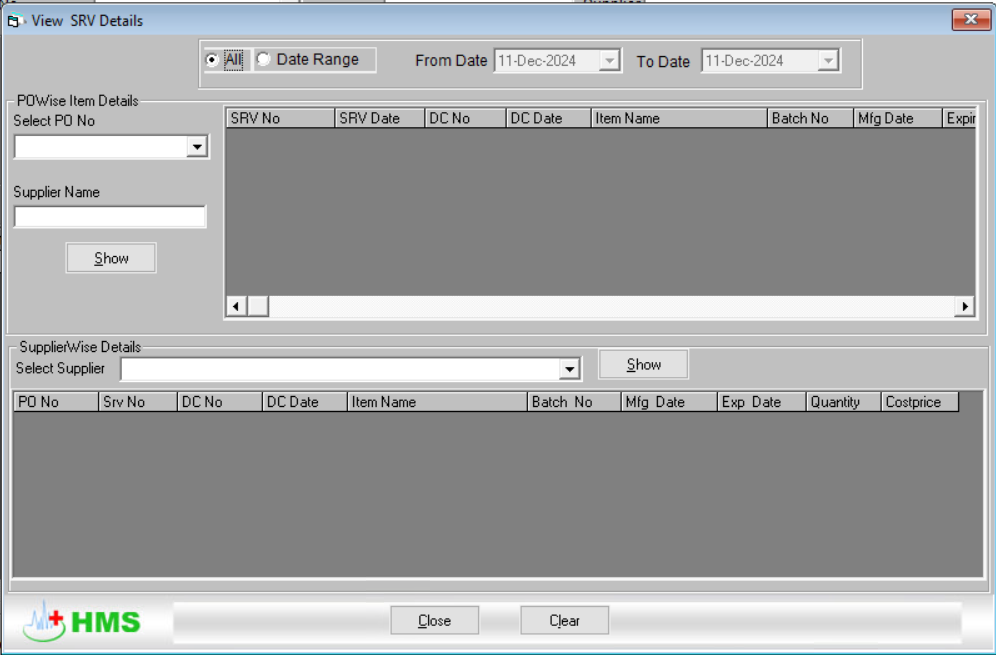 View SRV Details
All Date Range From Date 11-Dec-2024 To Date 11-Dec-2024
POWise Item Details
Select PO No
SRV No SRV Date DC No DC Date Item Name Batch No Mfg Date Expir
Supplier Name
Show
SupplierWise Details
Select Supplier Show
PO No Srv No DC No DC Date Item Name Batch No Mfg Date Exp Date Quantity Costprice
HMS Close Clear